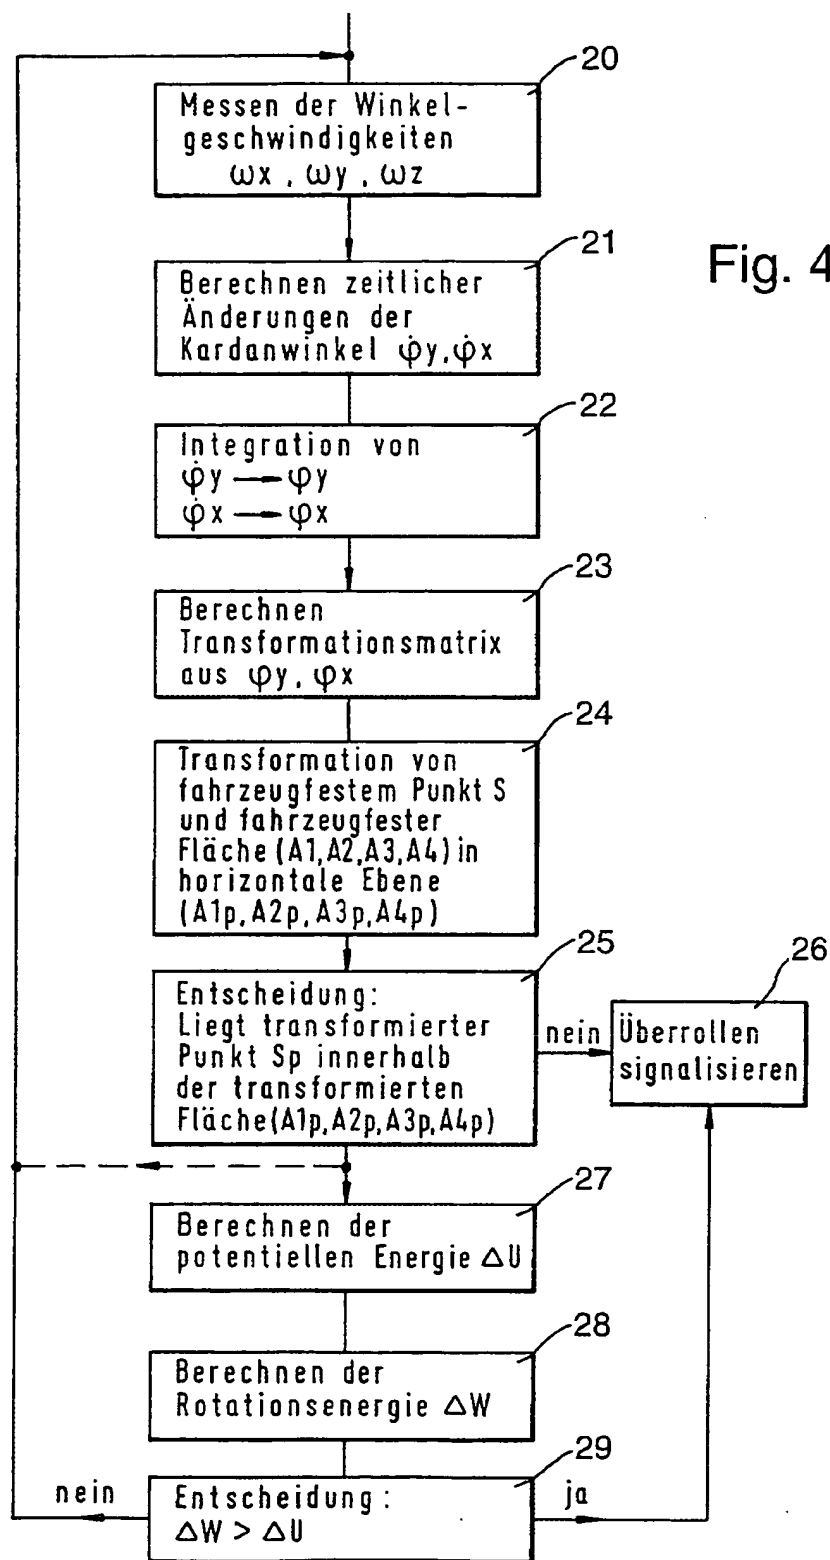 20
Messen der Winkel-
geschwindigkeiten
ωx , ωy , ωz
21
Fig. 4
Berechnen zeitlicher
Änderungen der
Kardanwinkel φ̇y, φ̇x
22
Integration von
φ̇y → φy
φ̇x → φx
23
Berechnen
Transformationsmatrix
aus φy, φx
24
Transformation von
fahrzeugfestem Punkt S
und fahrzeugfester
Fläche (A1,A2,A3,A4) in
horizontale Ebene
(A1p, A2p, A3p, A4p)
25
Entscheidung:
Liegt transformierter
Punkt Sp innerhalb
der transformierten
Fläche(A1p, A2p, A3p, A4p)
nein
26
Überrollen
signalisieren
27
Berechnen der
potentiellen Energie ΔU
28
Berechnen der
Rotationsenergie ΔW
29
nein
Entscheidung:
ΔW > ΔU
ja